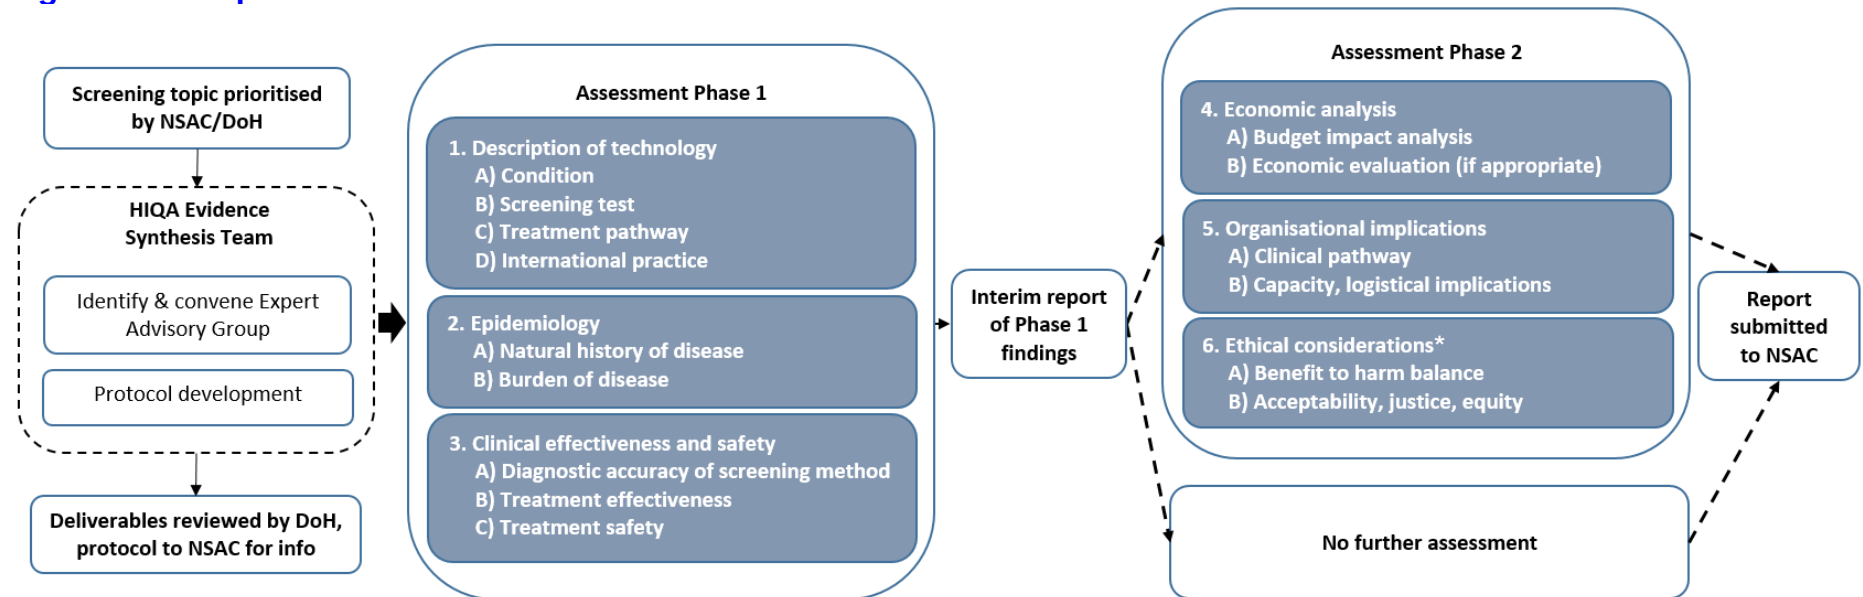 Screening topic prioritised
by NSAC/DoH
HIQA Evidence
Synthesis Team
Identify & convene Expert
Advisory Group
Protocol development
Deliverables reviewed by DoH,
protocol to NSAC for info
Assessment Phase 1
1. Description of technology
A) Condition
B) Screening test
C) Treatment pathway
D) International practice
2. Epidemiology
A) Natural history of disease
B) Burden of disease
3. Clinical effectiveness and safety
A) Diagnostic accuracy of screening method
B) Treatment effectiveness
C) Treatment safety
Interim report
of Phase 1
findings
Assessment Phase 2
4. Economic analysis
A) Budget impact analysis
B) Economic evaluation (if appropriate)
5. Organisational implications
A) Clinical pathway
B) Capacity, logistical implications
6. Ethical considerations*
A) Benefit to harm balance
B) Acceptability, justice, equity
No further assessment
Report
submitted
to NSAC